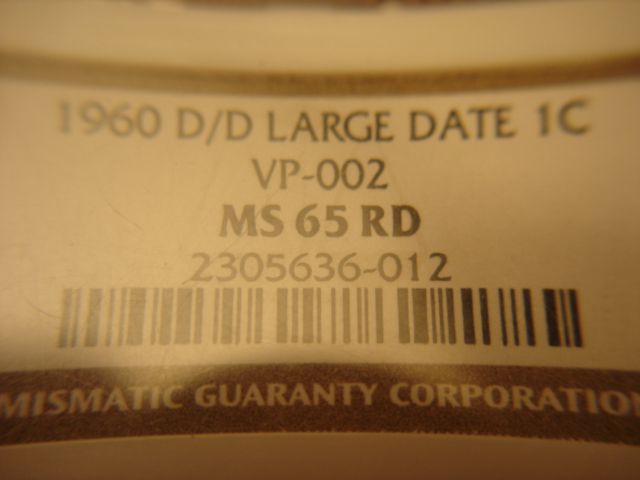 1960 D/D LARGE DATE 1C
VP-002
MS 65 RD
2305636-012
MISMATIC GUARANTY CORPORATION